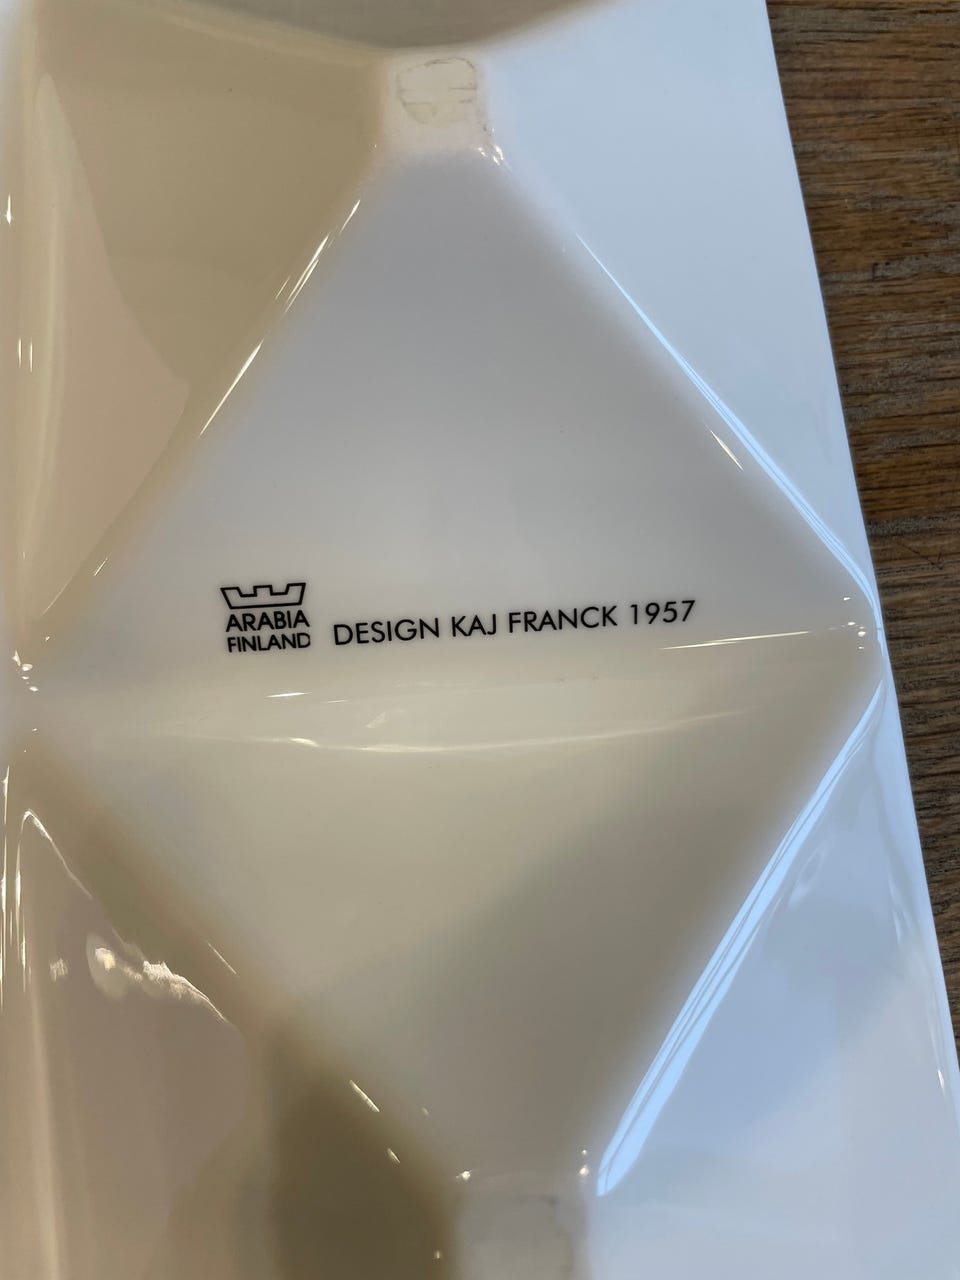 ARABIA
FINLAND
DESIGN KAJ FRANCK 1957